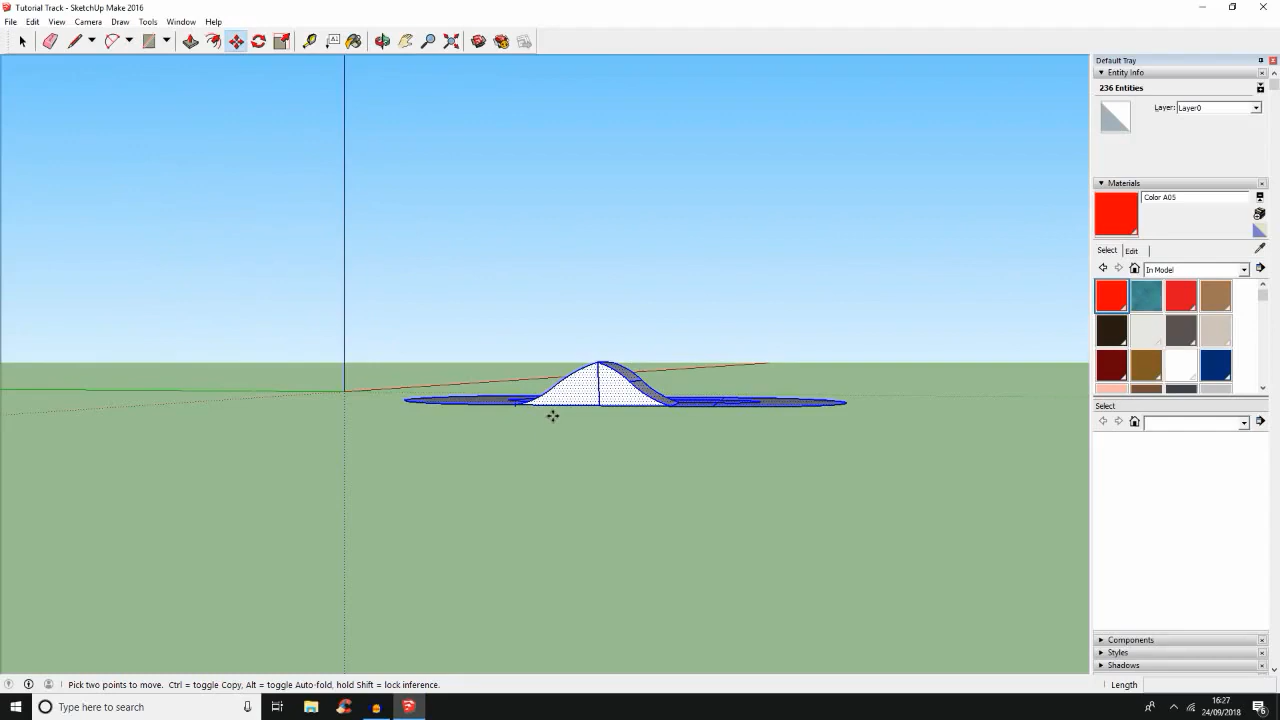 Tutorial Track - SketchUp Make 2016
File Edit View Camera Draw Tools Window Help
Default Tray
Entity Info
236 Entities
Layer: Layer0
Materials
Color A05
Select Edit
In Model
Select
Components
Styles
Shadows
Pick two points to move. Ctrl = toggle Copy, Alt = toggle Auto-fold, hold Shift = lock inference.
Length
Type here to search
16:27
24/09/2018